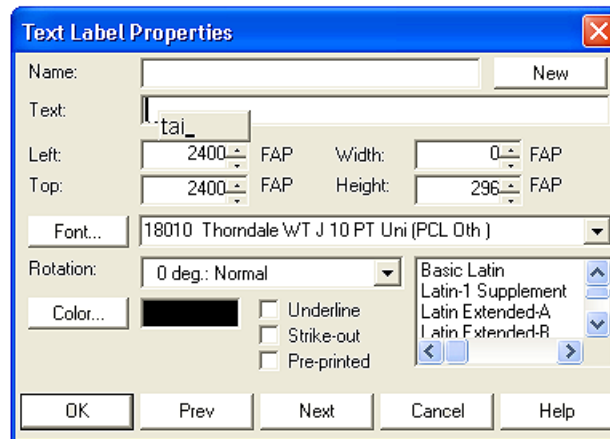 Text Label Properties
Name:
New
Text:
tai_
Left: 2400 FAP Width: 0 FAP
Top: 2400 FAP Height: 296 FAP
Font... 18010 Thorndale WT J 10 PT Uni (PCL Oth )
Rotation: 0 deg.: Normal
Basic Latin
Latin-1 Supplement
Latin Extended-A
Latin Extended-B
Color...
Underline
Strike-out
Pre-printed
OK Prev Next Cancel Help